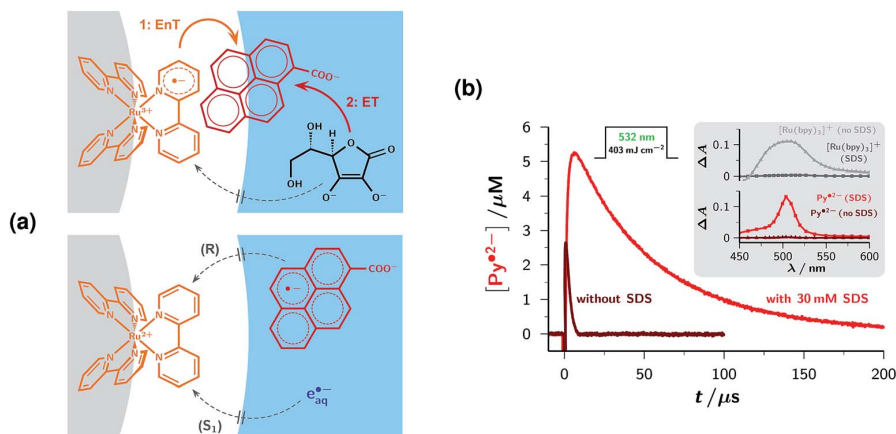 (a)
1: EnT
N
N
N
N
N
Ru³⁺
•−
COO⁻
2: ET
OH
H
O
O
OH
O⁻
O⁻
(R)
N
N
N
N
N
Ru²⁺
•−
COO⁻
e•−aq
(S₁)
(b)
[Py•2−] /μM
6
5
4
3
2
1
0
532 nm
403 mJ cm⁻²
without SDS
with 30 mM SDS
0
50
100
150
200
t /μs
[Ru(bpy)₃]⁺ (no SDS)
[Ru(bpy)₃]⁺
(SDS)
ΔA
0.1
0
Py•2− (SDS)
Py•2− (no SDS)
ΔA
0.1
0
450
500
550
600
λ / nm